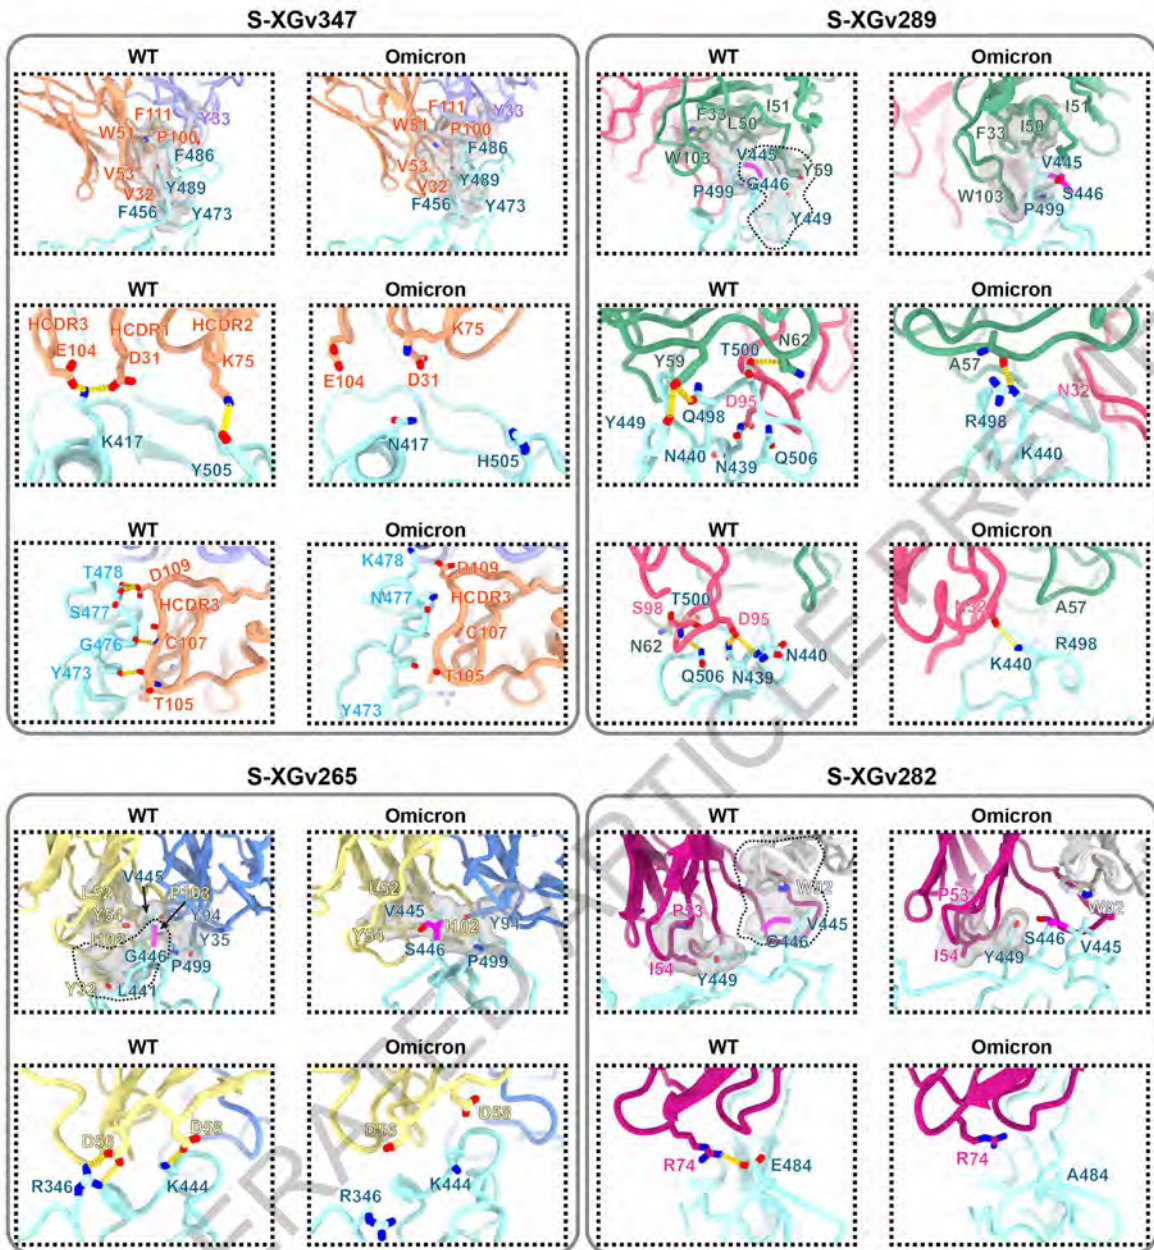 S-XGv347
S-XGv289
WT
Omicron
WT
Omicron
F111
W51
P100
Y33
F486
V53
Y489
V32
F456
Y473
F111
W51
P100
Y33
F486
V53
Y489
V32
F456
Y473
F33
L50
I51
W103
V445
Y59
P499
G446
Y449
I51
F33
I50
V445
W103
S446
P499
WT
Omicron
WT
Omicron
HCDR3
HCDR1
HCDR2
E104
D31
K75
K417
Y505
K75
E104
D31
N417
H505
N62
T500
Y59
D95
Y449
Q498
N440
N439
Q506
A57
N32
R498
K440
WT
Omicron
WT
Omicron
T478
D109
S477
HCDR3
G476
C107
Y473
T105
K478
D109
N477
HCDR3
C107
T105
Y473
S98
T500
D95
N62
N440
Q506
N439
N32
A57
R498
K440
S-XGv265
S-XGv282
WT
Omicron
WT
Omicron
V445
P103
L52
Y54
Y94
I102
Y35
G446
P499
Y32
L441
L52
V445
I102
Y94
Y54
S446
P499
P53
W92
V445
G446
I54
Y449
P53
W92
S446
I54
Y449
V445
WT
Omicron
WT
Omicron
D56
D58
R346
K444
D58
D56
K444
R346
R74
E484
R74
A484
ERATED ARTICLE PREVIE